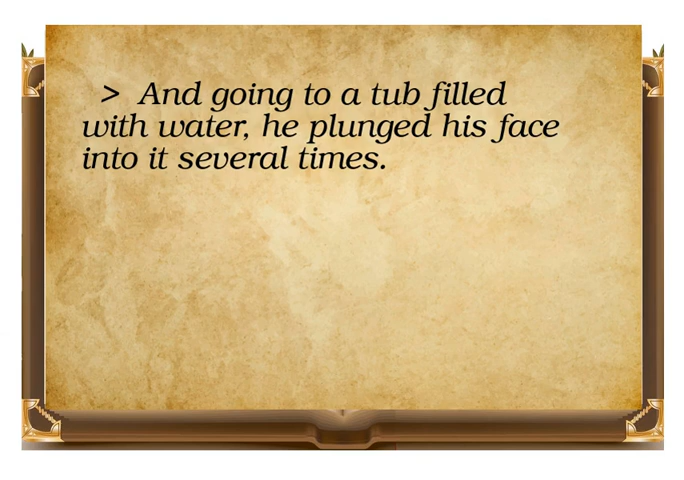 > And going to a tub filled
with water, he plunged his face
into it several times.